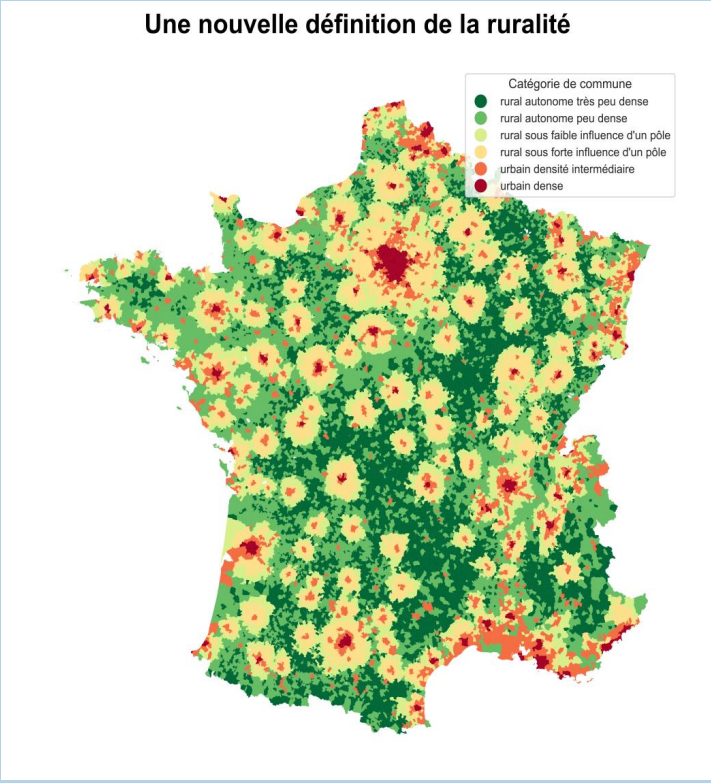 Une nouvelle définition de la ruralité
Catégorie de commune
rural autonome très peu dense
rural autonome peu dense
rural sous faible influence d'un pôle
rural sous forte influence d'un pôle
urbain densité intermédiaire
urbain dense